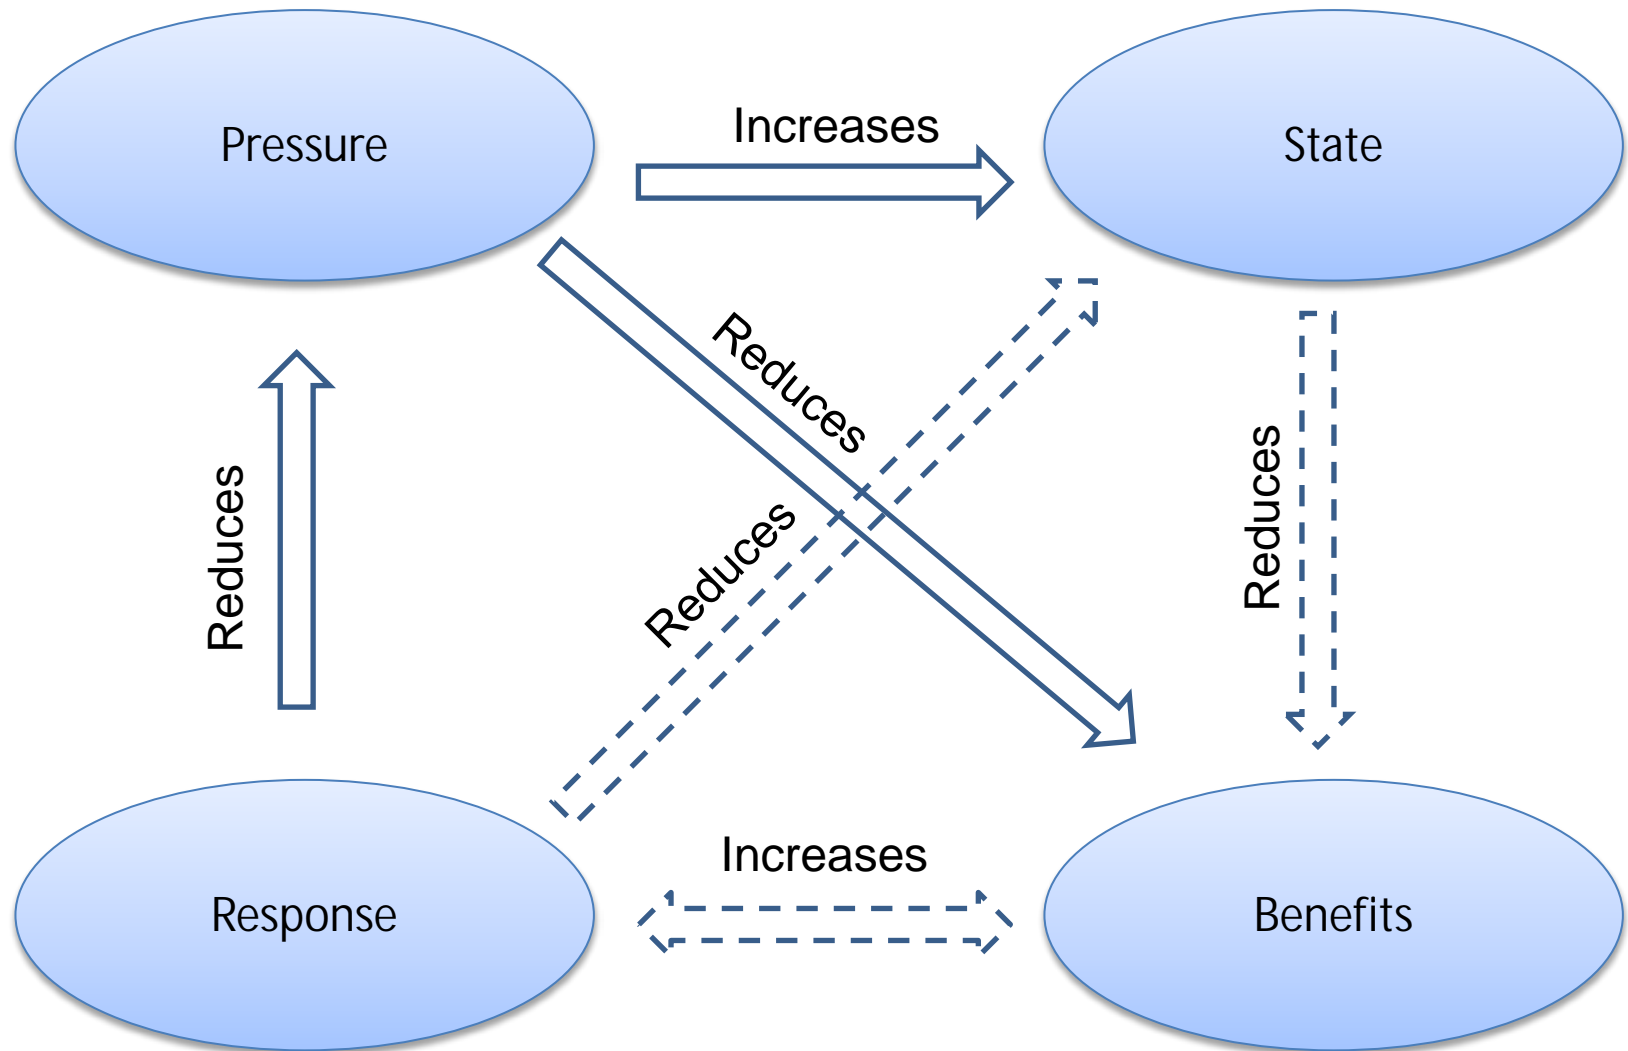 Pressure
Increases
State
Reduces
Reduces
Reduces
Reduces
Increases
Response
Benefits